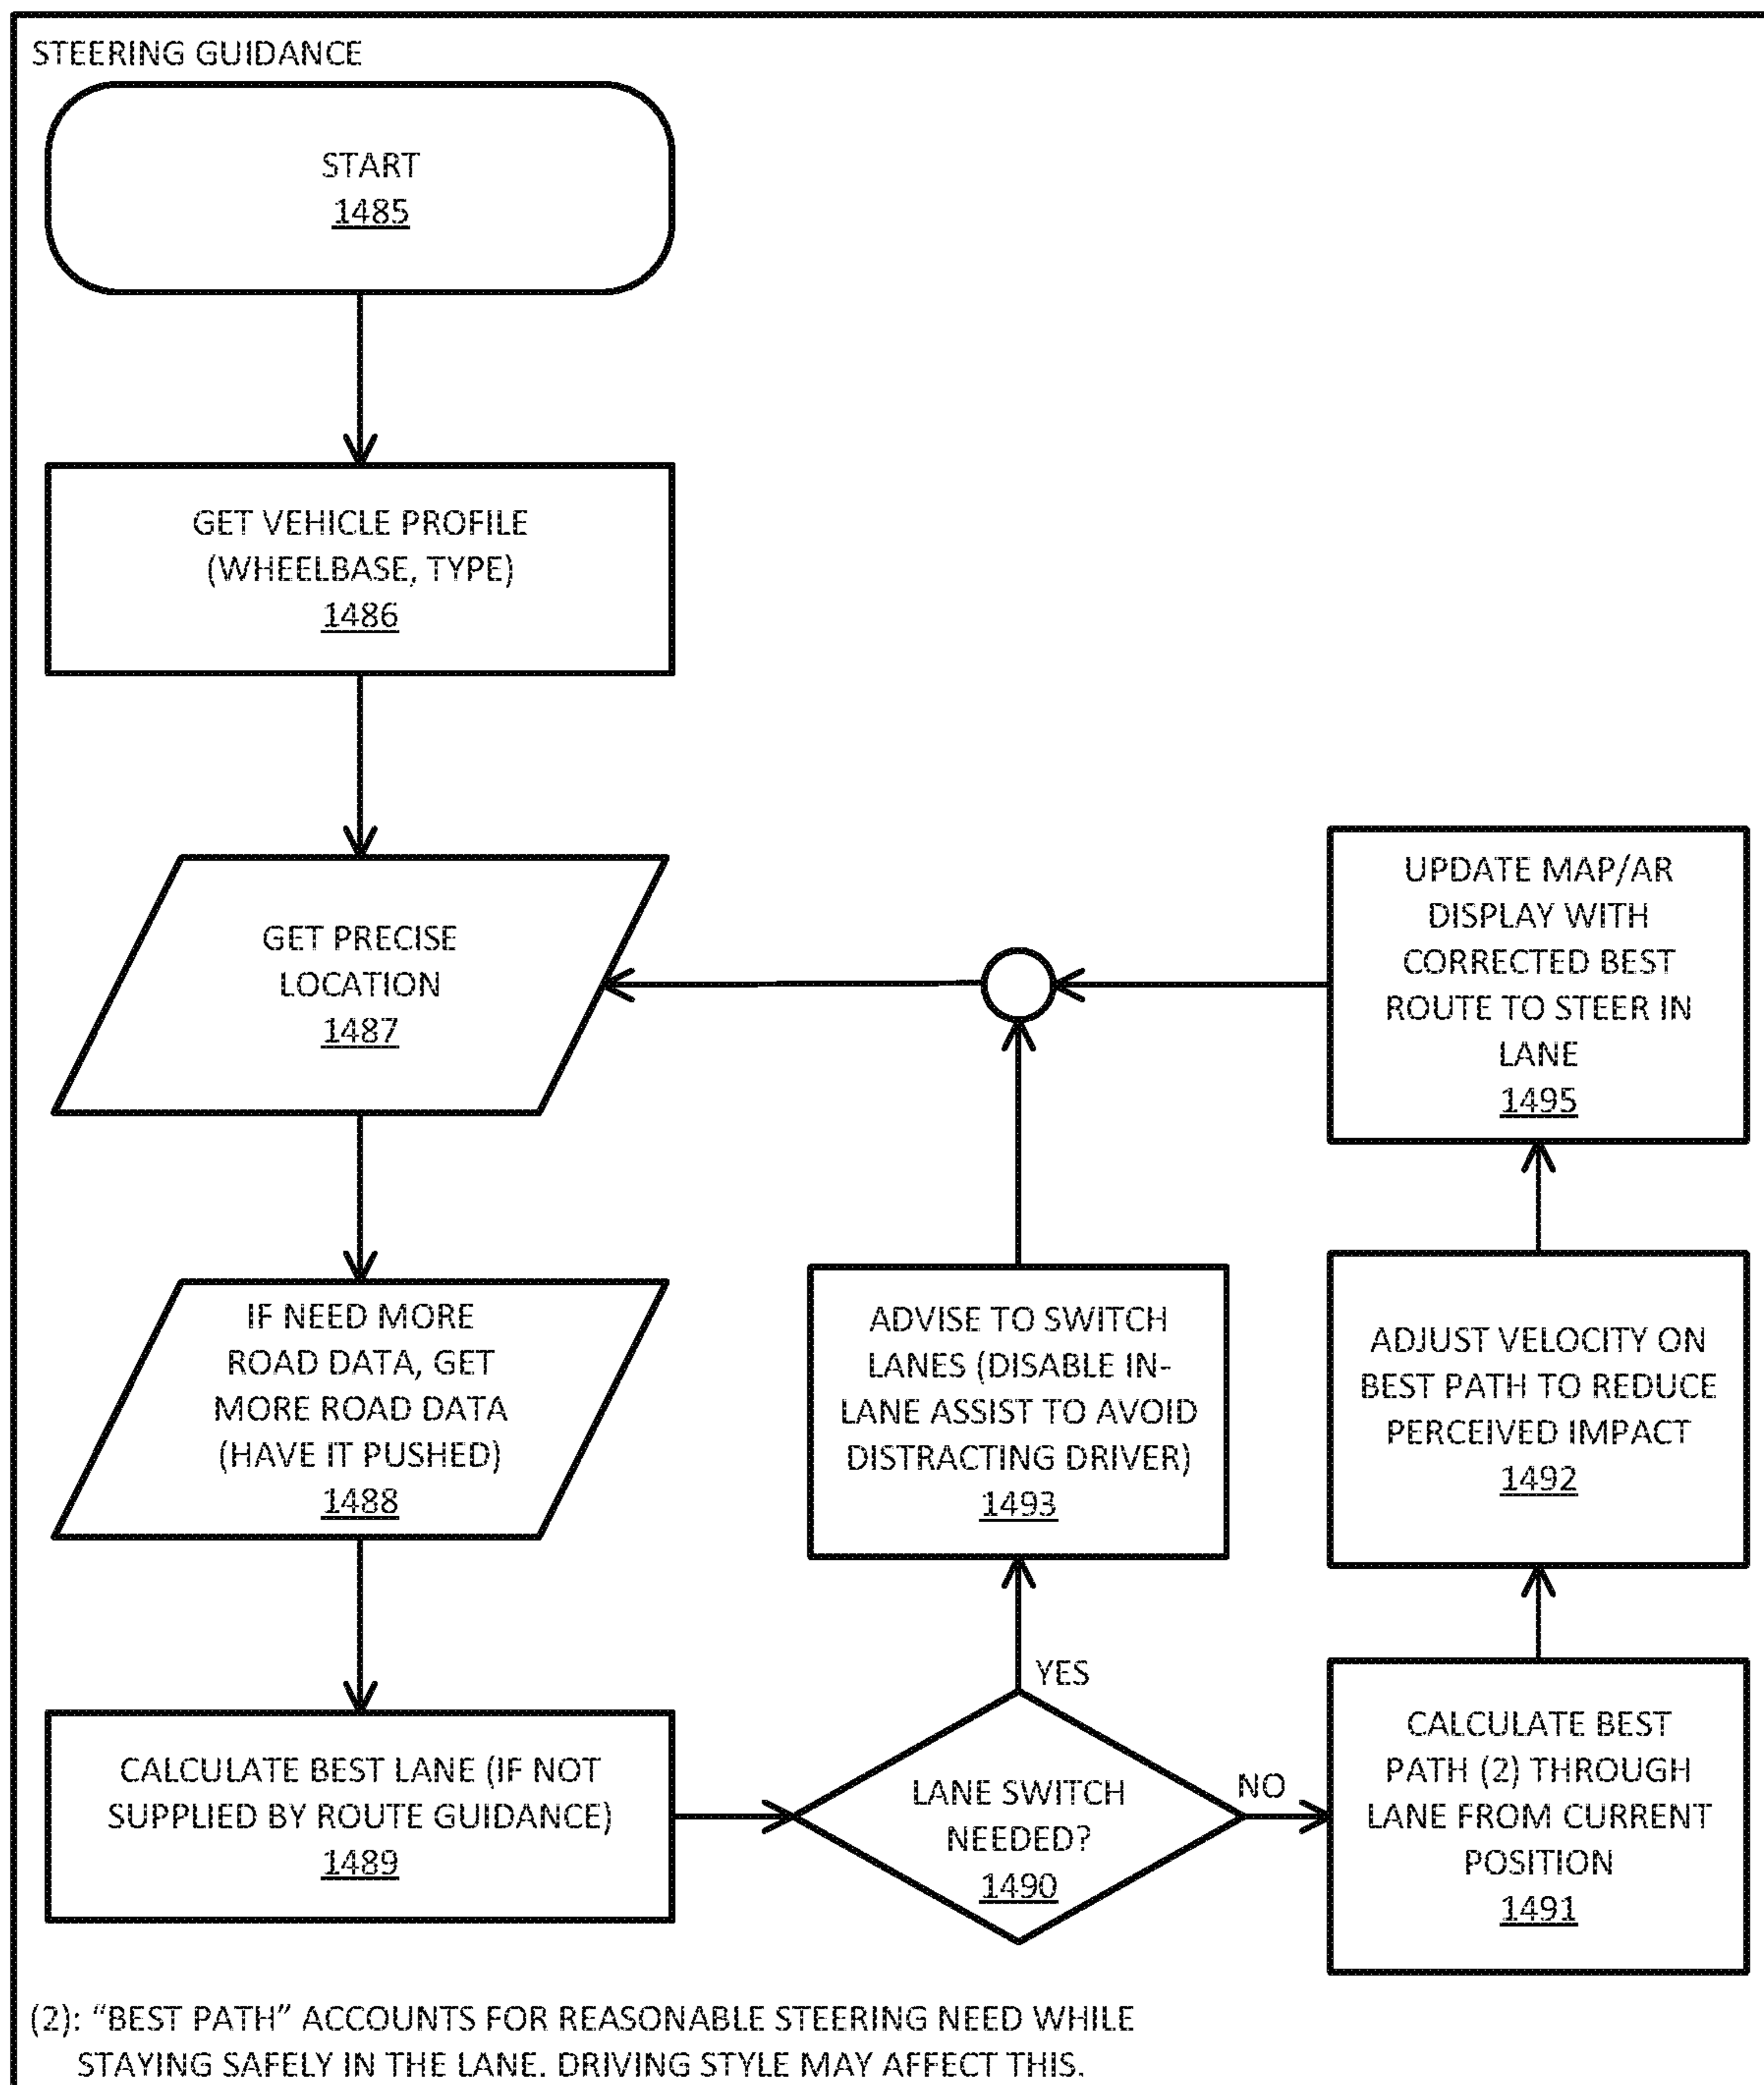 STEERING GUIDANCE
START
1485
GET VEHICLE PROFILE
(WHEELBASE, TYPE)
1486
GET PRECISE
LOCATION
1487
IF NEED MORE
ROAD DATA, GET
MORE ROAD DATA
(HAVE IT PUSHED)
1488
CALCULATE BEST LANE (IF NOT
SUPPLIED BY ROUTE GUIDANCE)
1489
LANE SWITCH
NEEDED?
1490
YES
NO
ADVISE TO SWITCH
LANES (DISABLE IN-
LANE ASSIST TO AVOID
DISTRACTING DRIVER)
1493
CALCULATE BEST
PATH (2) THROUGH
LANE FROM CURRENT
POSITION
1491
ADJUST VELOCITY ON
BEST PATH TO REDUCE
PERCEIVED IMPACT
1492
UPDATE MAP/AR
DISPLAY WITH
CORRECTED BEST
ROUTE TO STEER IN
LANE
1495
(2): “BEST PATH” ACCOUNTS FOR REASONABLE STEERING NEED WHILE
STAYING SAFELY IN THE LANE. DRIVING STYLE MAY AFFECT THIS.